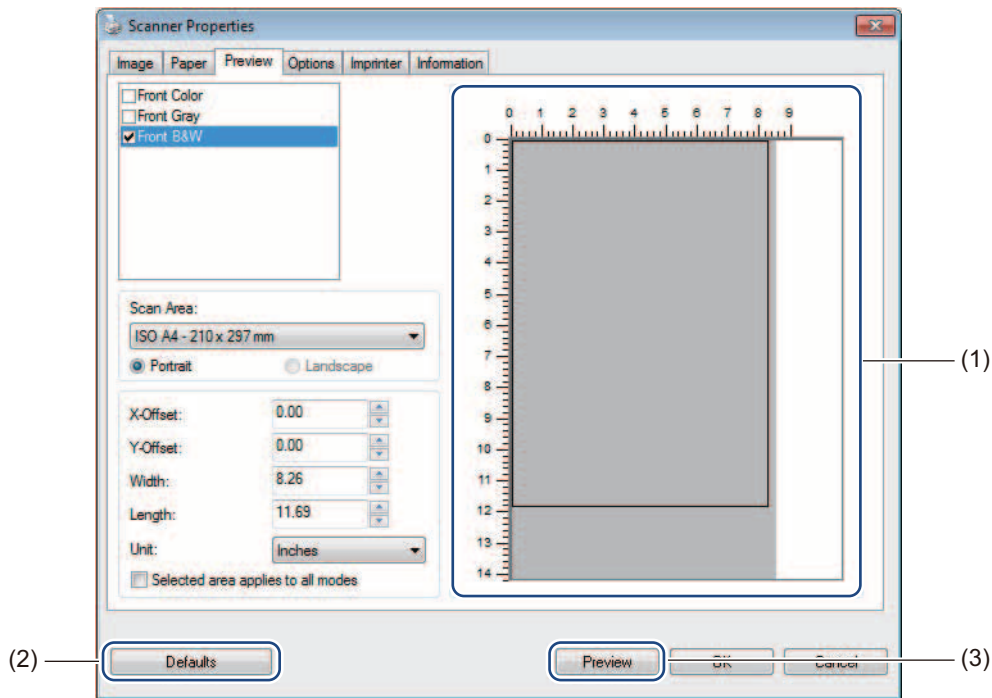 Scanner Properties
Image Paper Preview Options Imprinter Information
Front Color
Front Gray
Front B&W
Scan Area:
ISO A4 - 210 x 297 mm
Portrait Landscape
X-Offset: 0.00
Y-Offset: 0.00
Width: 8.26
Length: 11.69
Unit: Inches
Selected area applies to all modes
0 1 2 3 4 5 6 7 8 9
0
1
2
3
4
5
6
7
8
9
10
11
12
13
14
(1)
(2) Defaults Preview OK Cancel (3)